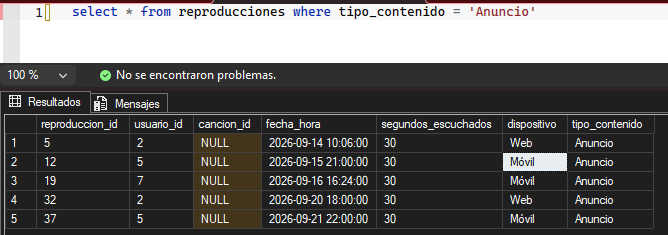 1 select * from reproducciones where tipo_contenido = 'Anuncio'
100 % No se encontraron problemas.
Resultados Mensajes
reproduccion_id usuario_id cancion_id fecha_hora segundos_escuchados dispositivo tipo_contenido
1 5 2 NULL 2026-09-14 10:06:00 30 Web Anuncio
2 12 5 NULL 2026-09-15 21:00:00 30 Móvil Anuncio
3 19 7 NULL 2026-09-16 16:24:00 30 Móvil Anuncio
4 32 2 NULL 2026-09-20 18:00:00 30 Web Anuncio
5 37 5 NULL 2026-09-21 22:00:00 30 Móvil Anuncio